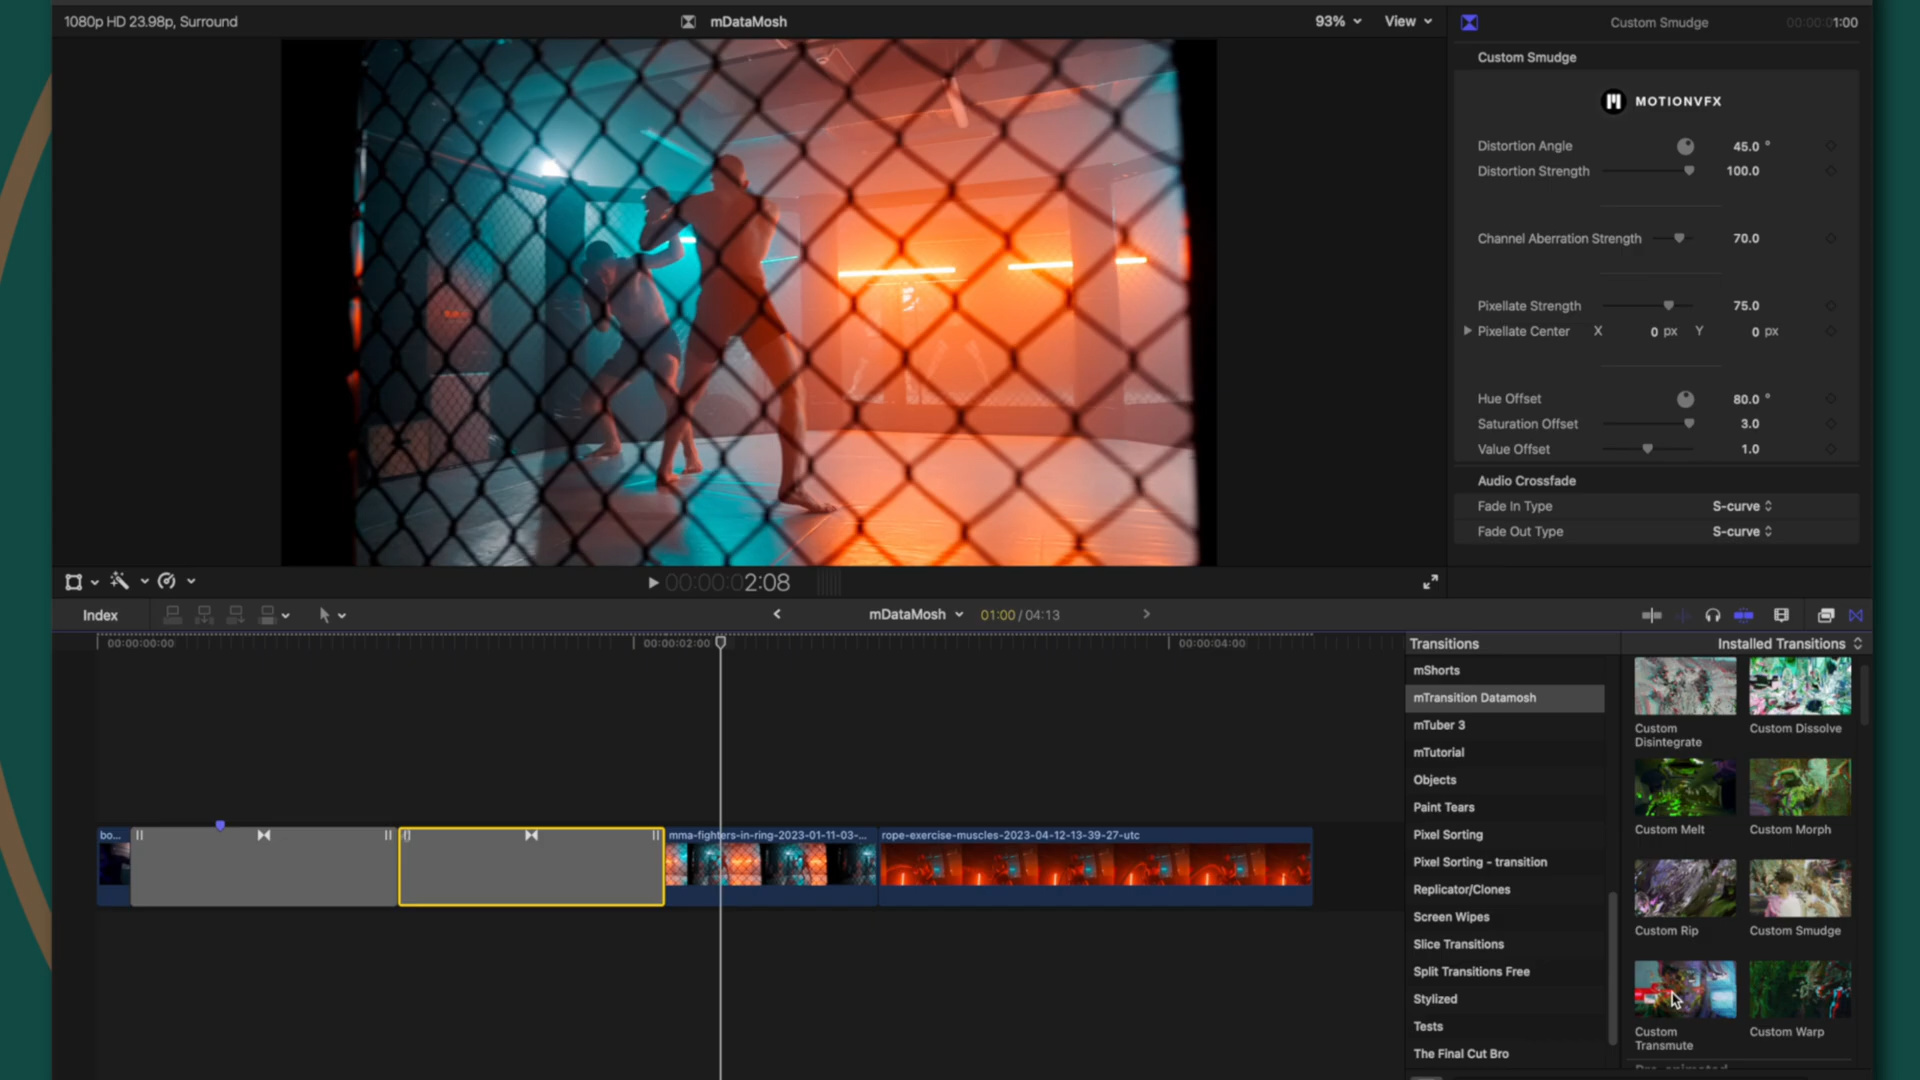 1080p HD 23.98p, Surround
mDataMosh
93%
View
Custom Smudge
00:00:01:00
Custom Smudge
MOTIONVFX
Distortion Angle 45.0 °
Distortion Strength 100.0
Channel Aberration Strength 70.0
Pixellate Strength 75.0
Pixellate Center X 0 px Y 0 px
Hue Offset 80.0 °
Saturation Offset 3.0
Value Offset 1.0
Audio Crossfade
Fade In Type S-curve
Fade Out Type S-curve
00:00:02:08
Index
mDataMosh
01:00 / 04:13
00:00:00:00
00:00:02:00
00:00:04:00
bo...
mma-fighters-in-ring-2023-01-11-03-...
rope-exercise-muscles-2023-04-12-13-39-27-utc
Transitions
Installed Transitions
mShorts
mTransition Datamosh
mTuber 3
mTutorial
Objects
Paint Tears
Pixel Sorting
Pixel Sorting - transition
Replicator/Clones
Screen Wipes
Slice Transitions
Split Transitions Free
Stylized
Tests
The Final Cut Bro
Custom
Disintegrate
Custom Dissolve
Custom Melt
Custom Morph
Custom Rip
Custom Smudge
Custom
Transmute
Custom Warp